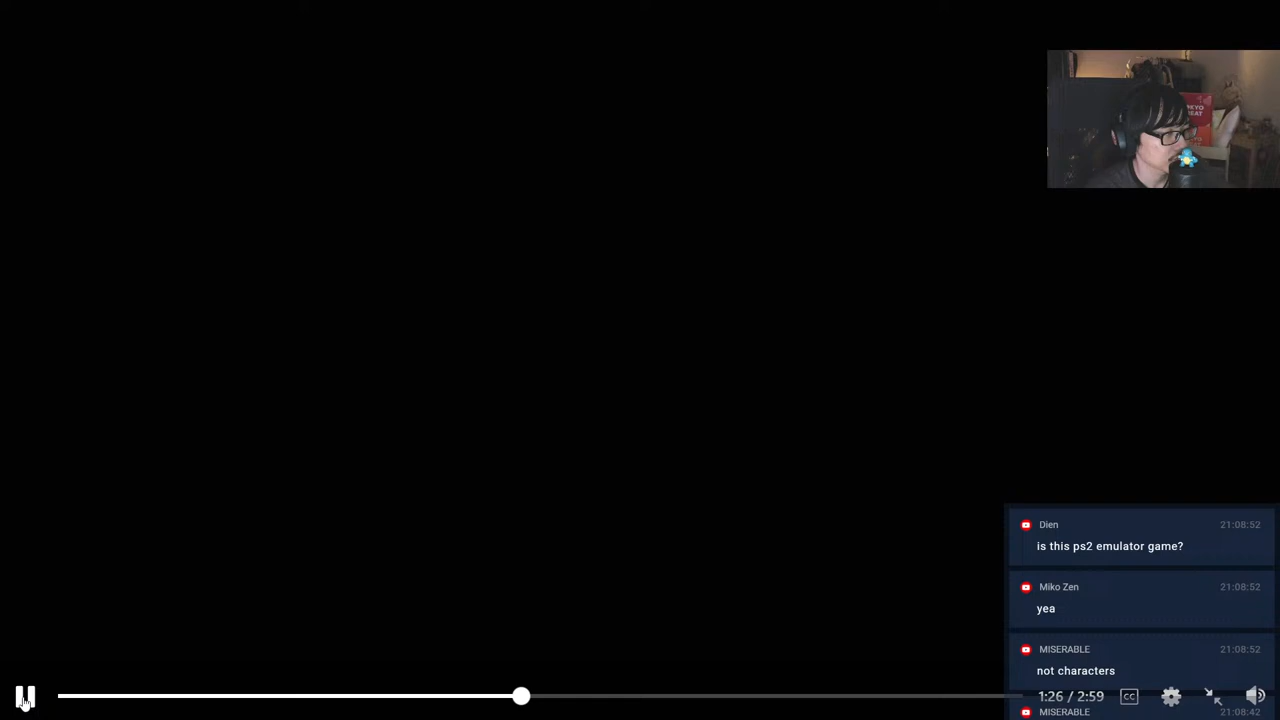 Dien 21:08:52
is this ps2 emulator game?
Miko Zen 21:08:52
yea
MISERABLE 21:08:52
not characters
1:26 / 2:59 CC
MISERABLE 21:08:42